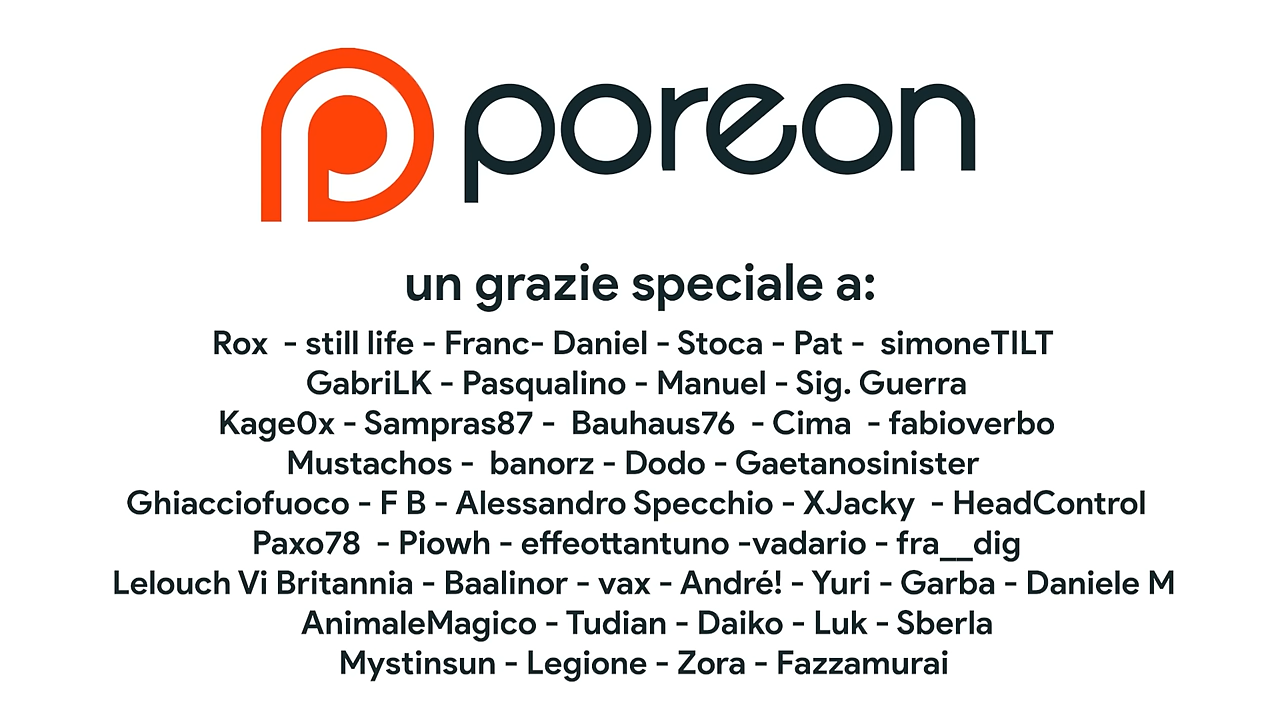 poreon
un grazie speciale a:
Rox - still life - Franc- Daniel - Stoca - Pat - simoneTILT
GabriLK - Pasqualino - Manuel - Sig. Guerra
Kage0x - Sampras87 - Bauhaus76 - Cima - fabioverbo
Mustachos - banorz - Dodo - Gaetanosinister
Ghiacciofuoco - F B - Alessandro Specchio - XJacky - HeadControl
Paxo78 - Piowh - effeottantuno -vadario - fra__dig
Lelouch Vi Britannia - Baalinor - vax - André! - Yuri - Garba - Daniele M
AnimaleMagico - Tudian - Daiko - Luk - Sberla
Mystinsun - Legione - Zora - Fazzamurai